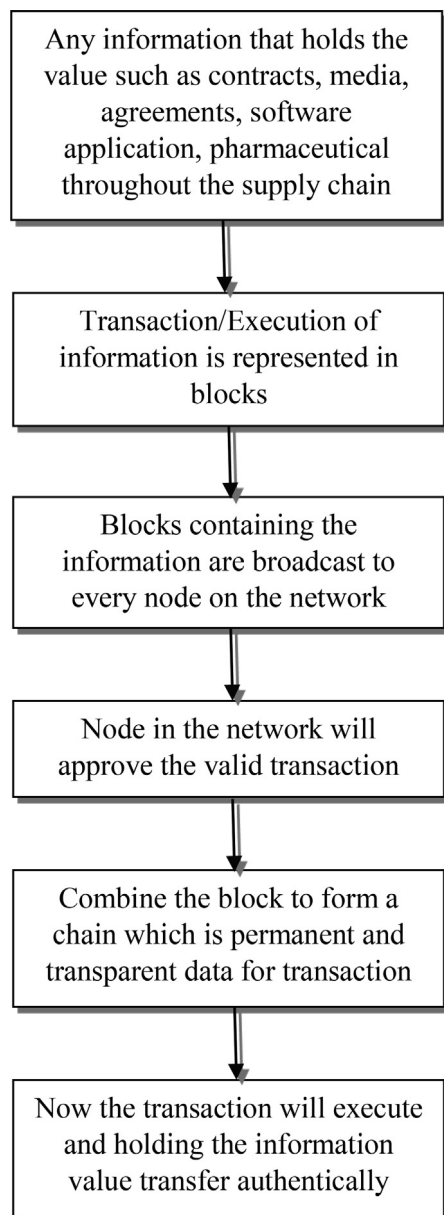 Any information that holds the
value such as contracts, media,
agreements, software
application, pharmaceutical
throughout the supply chain
Transaction/Execution of
information is represented in
blocks
Blocks containing the
information are broadcast to
every node on the network
Node in the network will
approve the valid transaction
Combine the block to form a
chain which is permanent and
transparent data for transaction
Now the transaction will execute
and holding the information
value transfer authentically